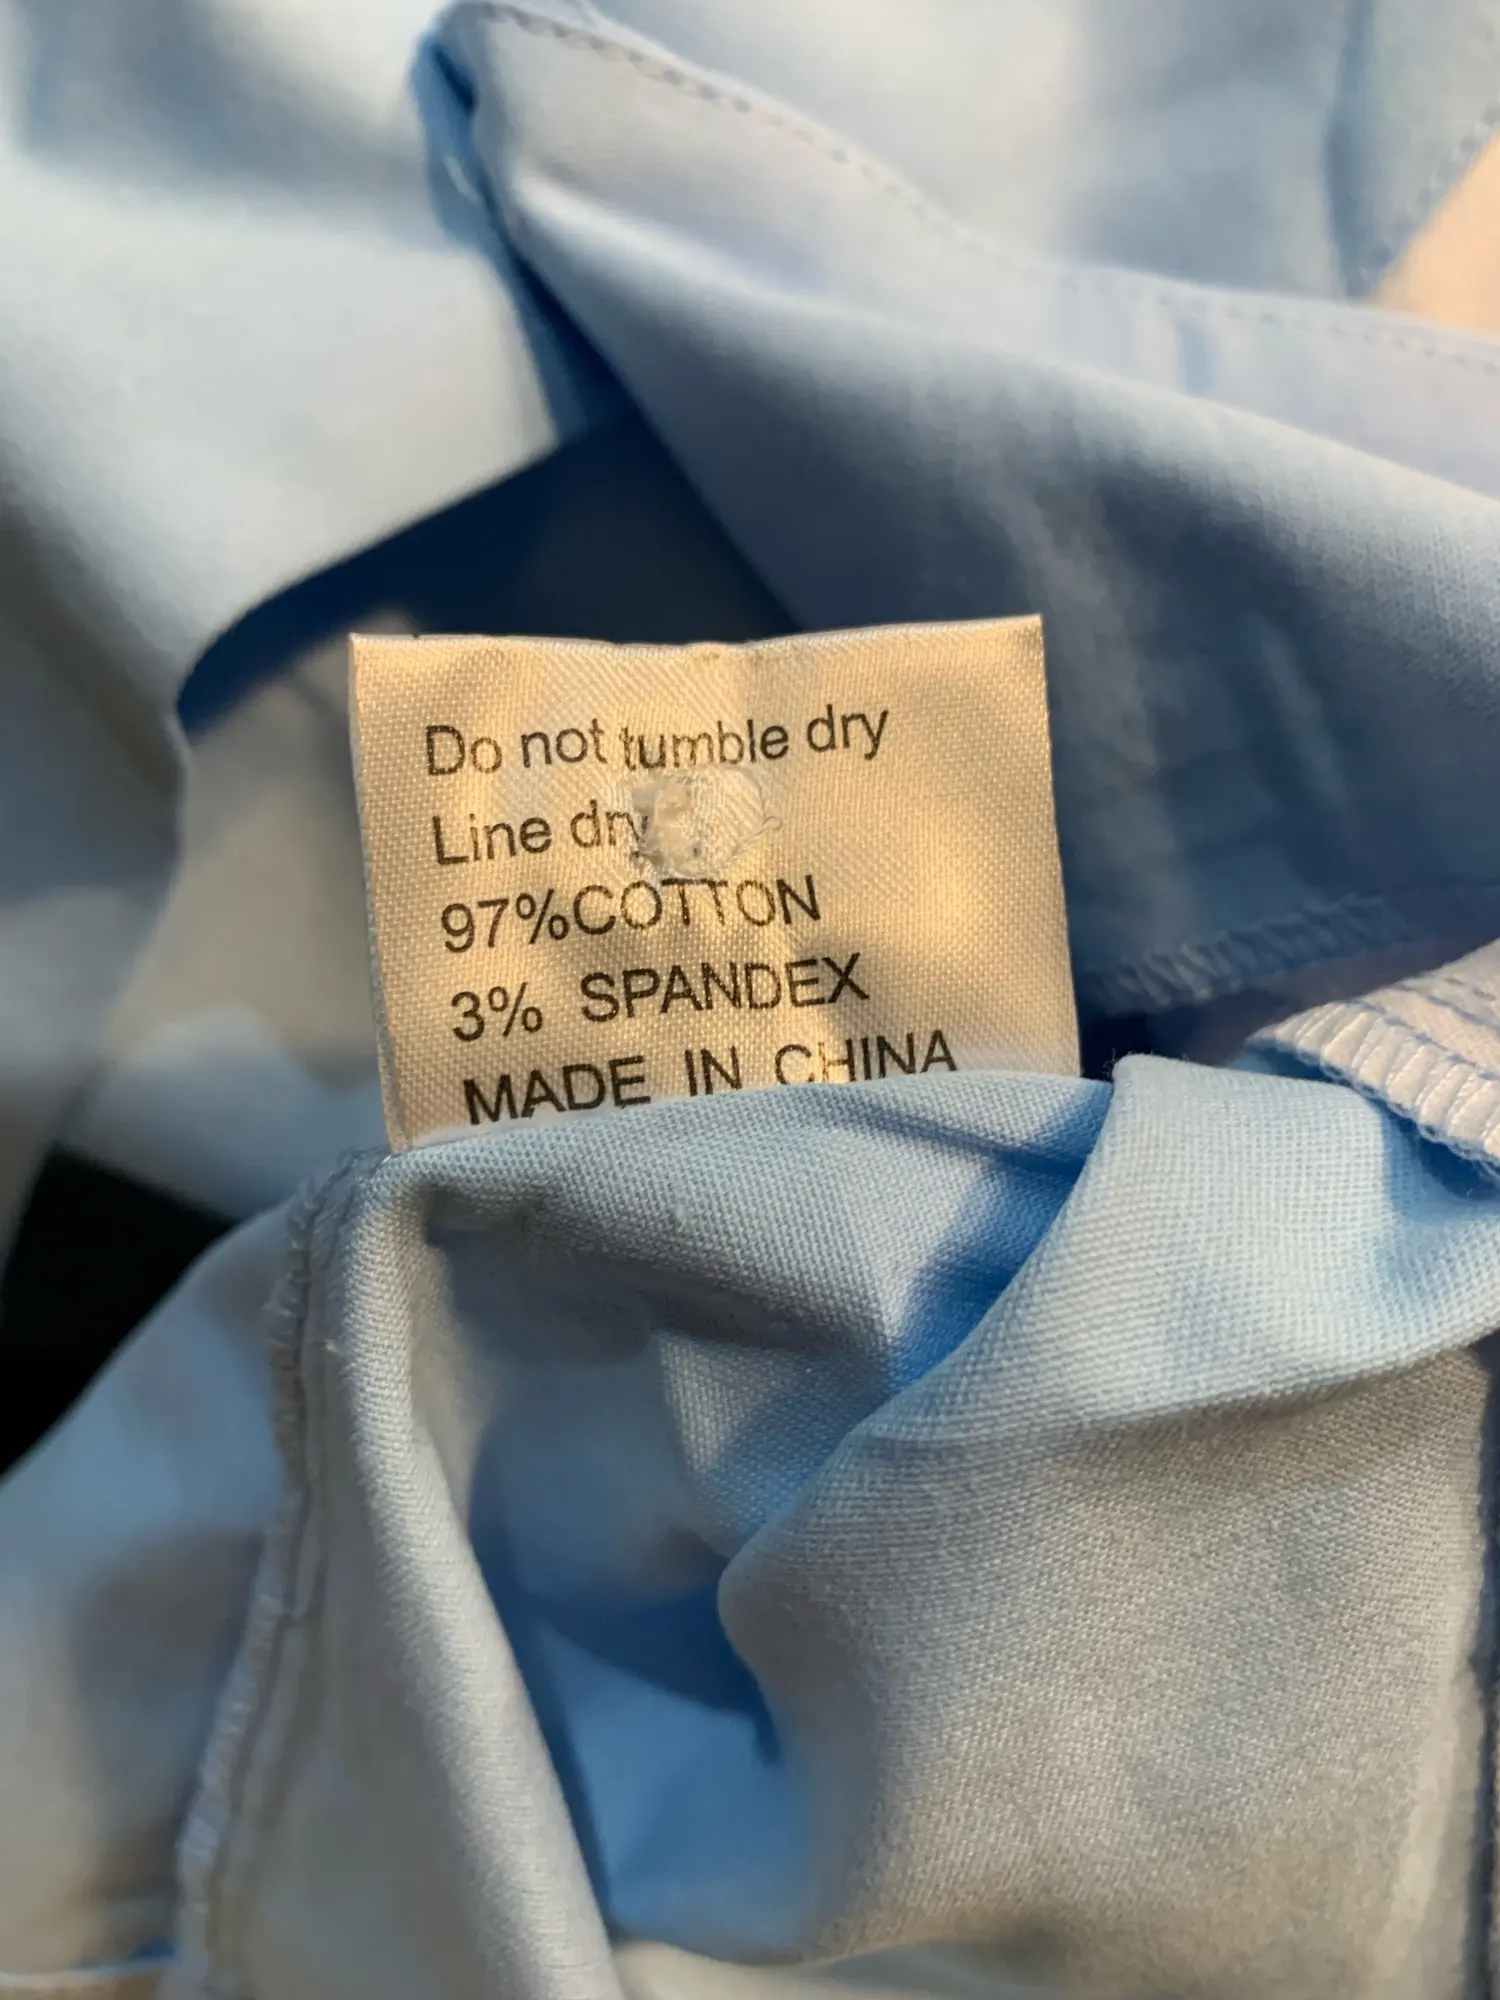 Do not tumble dry
Line dry
97%COTTON
3% SPANDEX
MADE IN CHINA